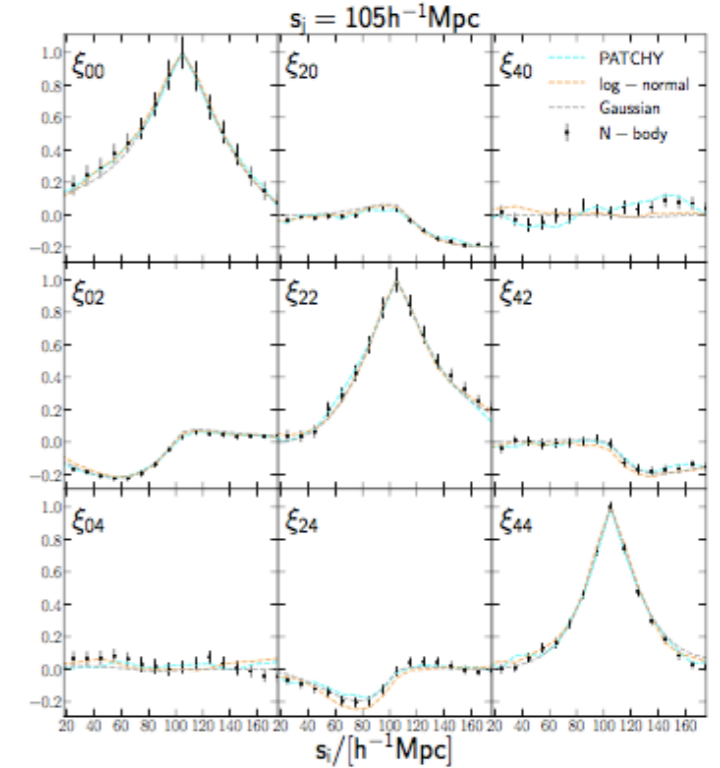 s_j = 105h⁻¹Mpc
ξ₀₀ ξ₂₀ ξ₄₀
PATCHY
log − normal
Gaussian
N − body
1.0
0.8
0.6
0.4
0.2
0.0
−0.2
ξ₀₂ ξ₂₂ ξ₄₂
1.0
0.8
0.6
0.4
0.2
0.0
−0.2
ξ₀₄ ξ₂₄ ξ₄₄
1.0
0.8
0.6
0.4
0.2
0.0
−0.2
20 40 60 80 100 120 140 160 20 40 60 80 100 120 140 160 20 40 60 80 100 120 140 160
s_i/[h⁻¹Mpc]